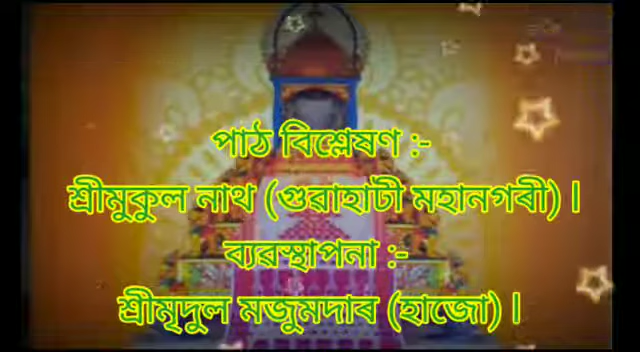 পাঠ বিশ্লেষণ :-
শ্ৰীমুকুল নাথ (গুৱাহাটী মহানগৰী) ।
ব্যৱস্থাপনা :-
শ্ৰীমৃদুল মজুমদাৰ (হাজো) ।